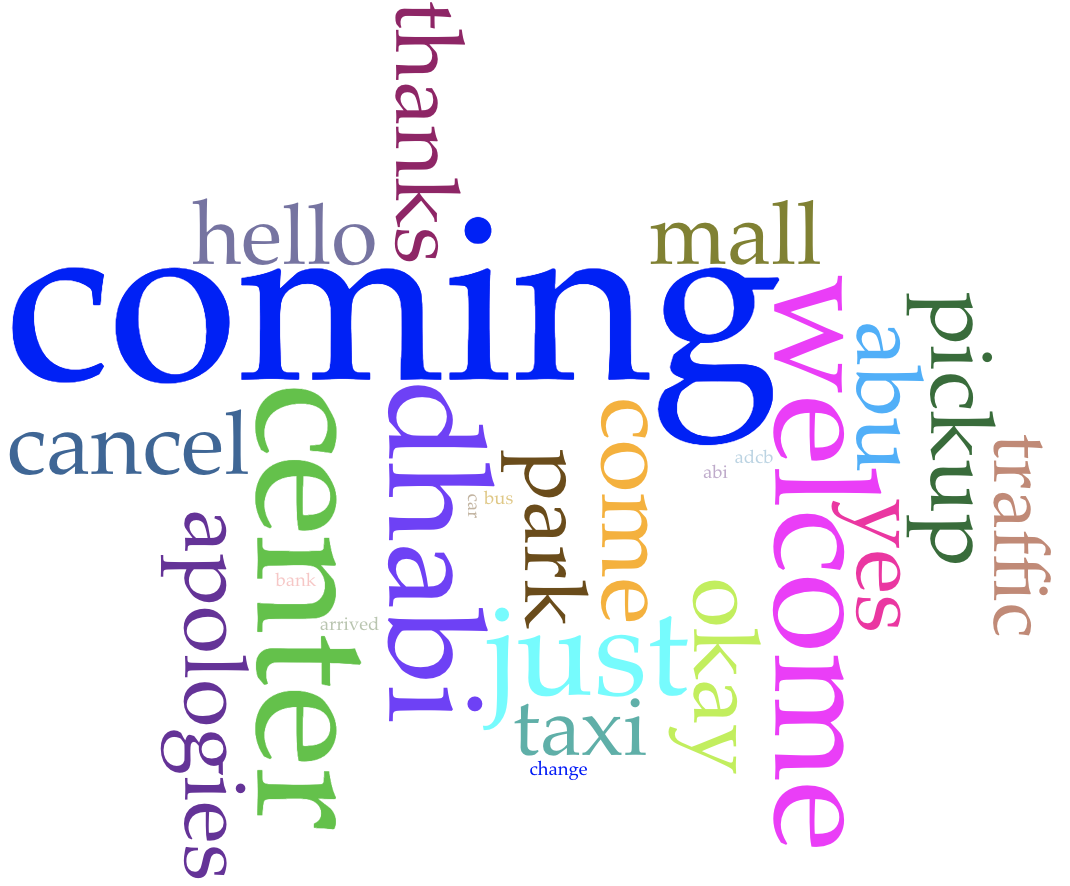 thanks
hello
mall
coming
welcome
abu
pickup
cancel
center
dhabi
come
park
traffic
adcb
abi
car
bus
yes
apologies
bank
okay
arrived
just
taxi
change